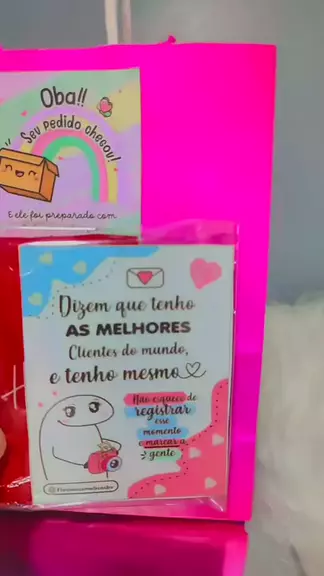 Oba!!
Seu pedido chegou!
E ele foi preparado com
Dizem que tenho
AS MELHORES
Clientes do mundo,
e tenho mesmo
Não esquece de
registrar
esse
momento
e marcar a
gente